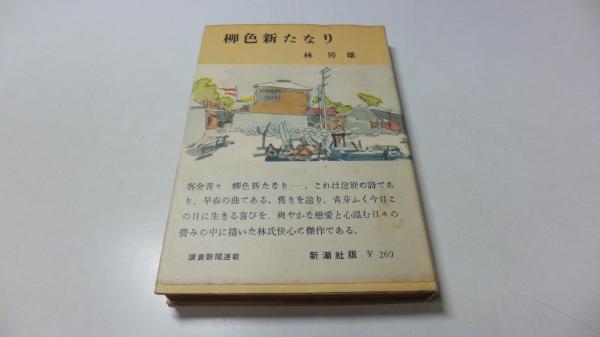 柳色新たなり
林房雄
客舍青々　柳色新たなり――。これは送別の詩であ
り、早春の曲である。舊きを送り、青芽ふく今日こ
の日に生きる喜びを、爽やかな戀愛と心溫む日々の
營みの中に描いた林氏快心の傑作である。
讀賣新聞連載
新潮社版 ￥260